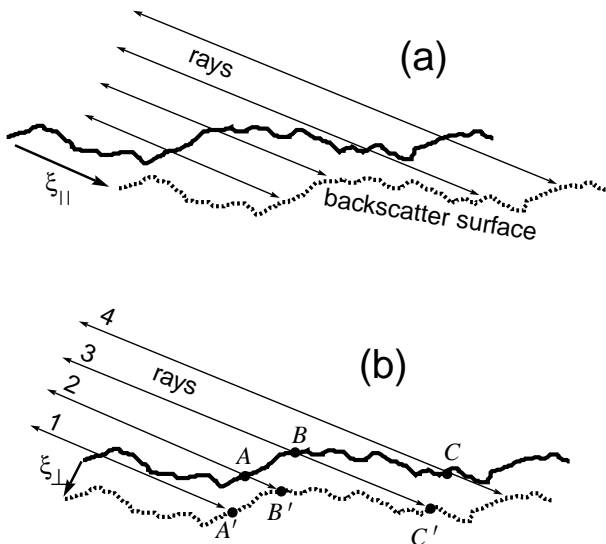 (a)
rays
ξ||
backscatter surface
(b)
4
3
rays
2
1
B
A
C
ξ⊥
B'
A'
C'